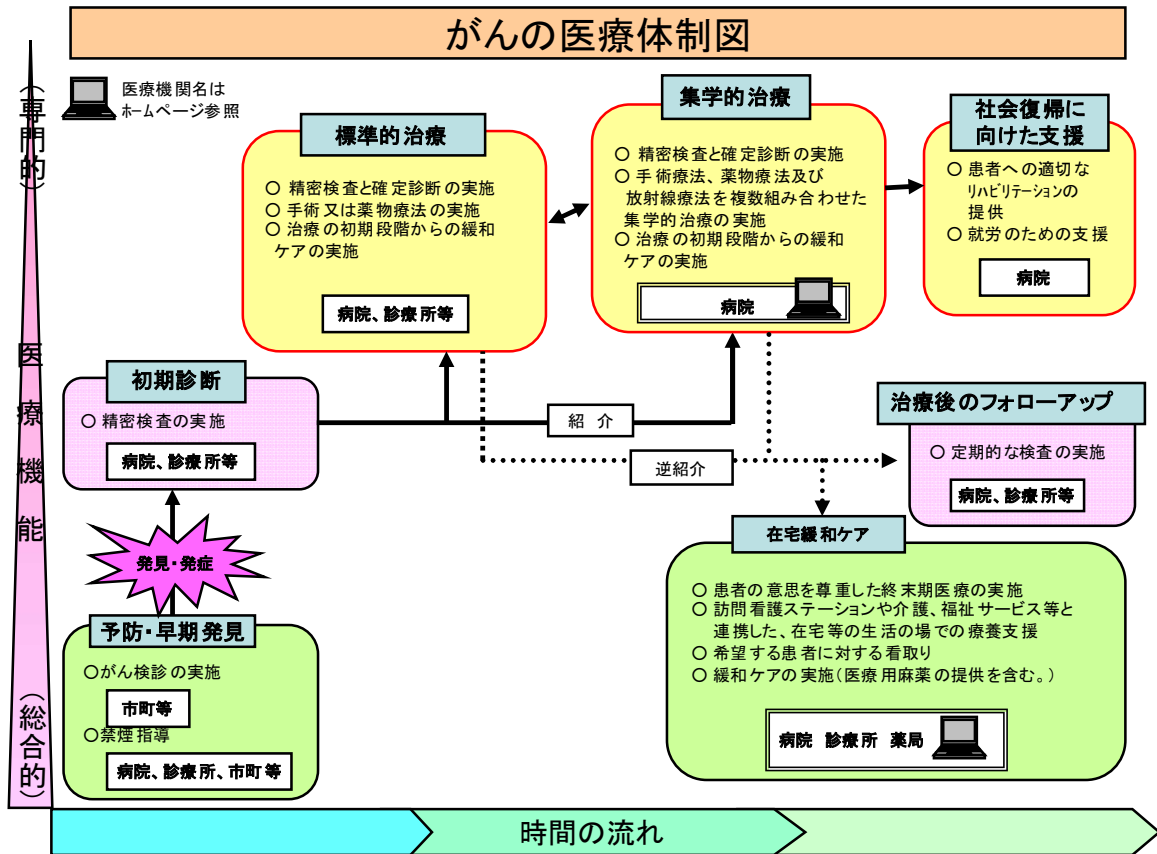 がんの医療体制図
(専門的)
医療機能
(総合的)
医療機関名は
ホームページ参照
標準的治療
○ 精密検査と確定診断の実施
○ 手術又は薬物療法の実施
○ 治療の初期段階からの緩和
ケアの実施
病院、診療所等
集学的治療
○ 精密検査と確定診断の実施
○ 手術療法、薬物療法及び
放射線療法を複数組み合わせた
集学的治療の実施
○ 治療の初期段階からの緩和
ケアの実施
病院
社会復帰に
向けた支援
○ 患者への適切な
リハビリテーションの
提供
○ 就労のための支援
病院
初期診断
○ 精密検査の実施
病院、診療所等
紹 介
逆紹介
治療後のフォローアップ
○ 定期的な検査の実施
病院、診療所等
発見・発症
予防・早期発見
○がん検診の実施
市町等
○禁煙指導
病院、診療所、市町等
在宅緩和ケア
○ 患者の意思を尊重した終末期医療の実施
○ 訪問看護ステーションや介護、福祉サービス等と
連携した、在宅等の生活の場での療養支援
○ 希望する患者に対する看取り
○ 緩和ケアの実施(医療用麻薬の提供を含む。)
病院 診療所 薬局
時間の流れ